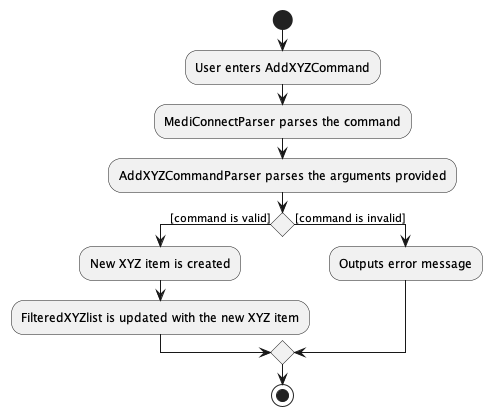 User enters AddXYZCommand
MediConnectParser parses the command
AddXYZCommandParser parses the arguments provided
[command is valid]
[command is invalid]
New XYZ item is created
Outputs error message
FilteredXYZlist is updated with the new XYZ item